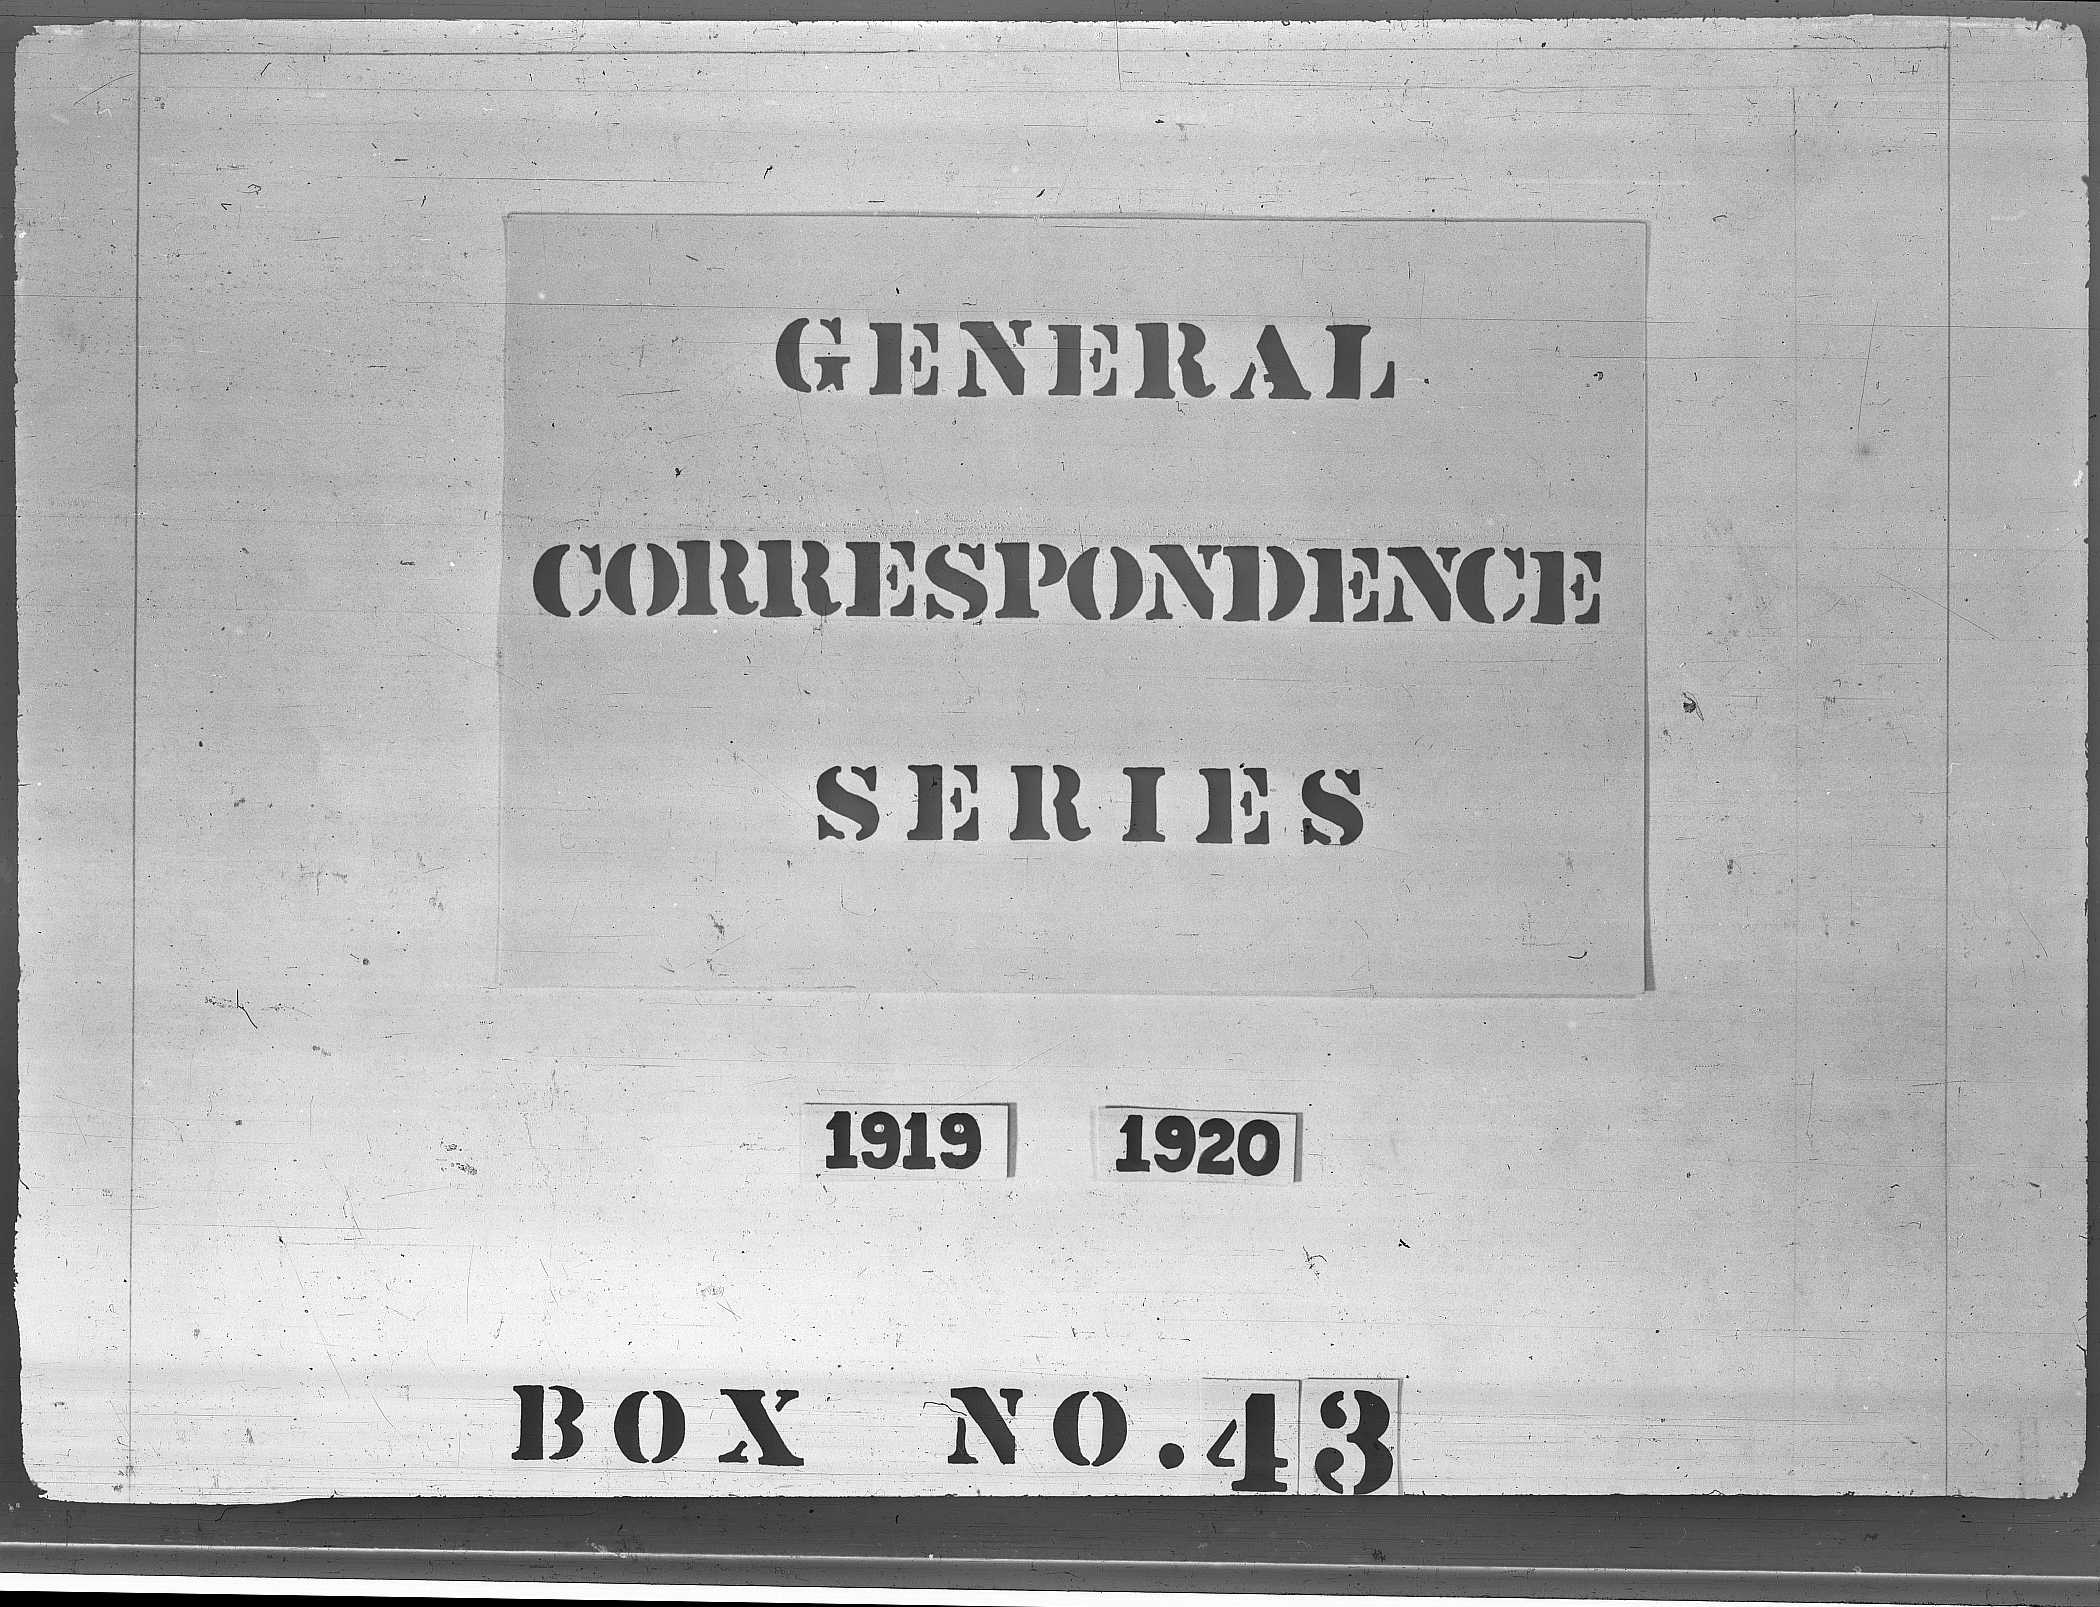 GENERAL
CORRESPONDENCE
SERIES
1919 1920
BOX NO. 43